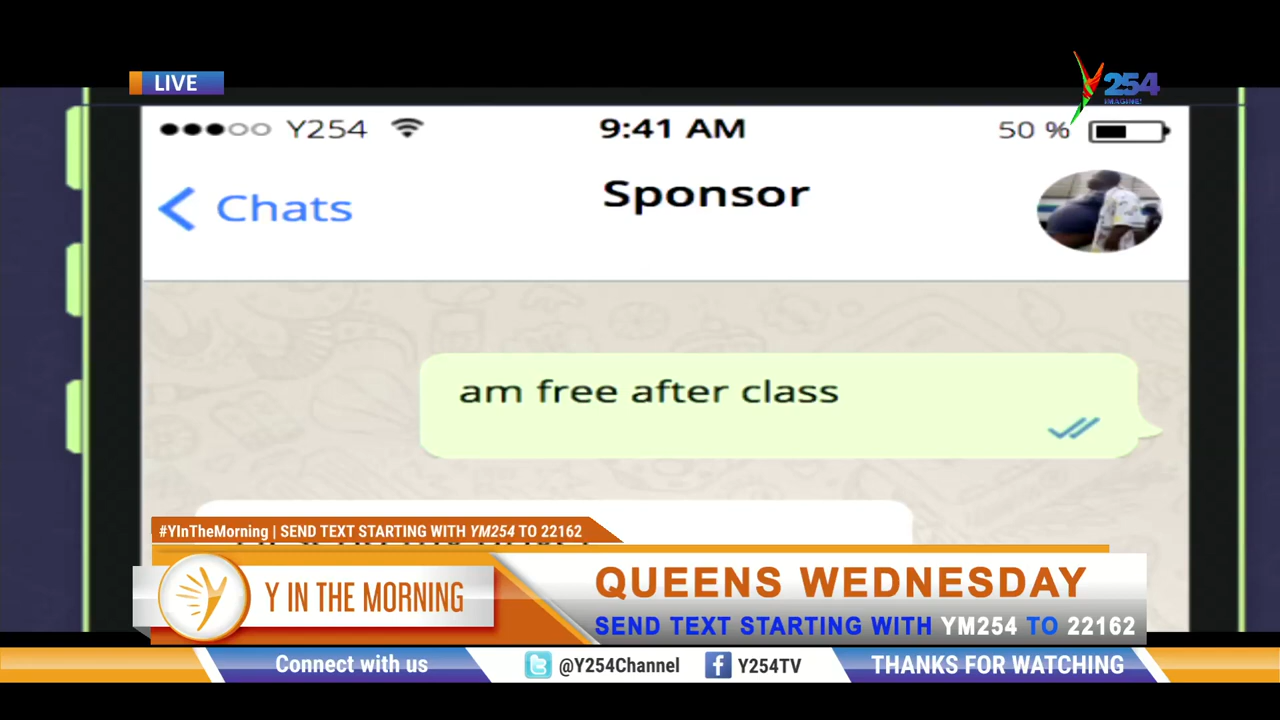 LIVE
Y254
IMAGINE!
Y254
9:41 AM
50 %
Chats
Sponsor
am free after class
#YInTheMorning | SEND TEXT STARTING WITH YM254 TO 22162
Y IN THE MORNING
QUEENS WEDNESDAY
SEND TEXT STARTING WITH YM254 TO 22162
Connect with us
@Y254Channel
Y254TV
THANKS FOR WATCHING